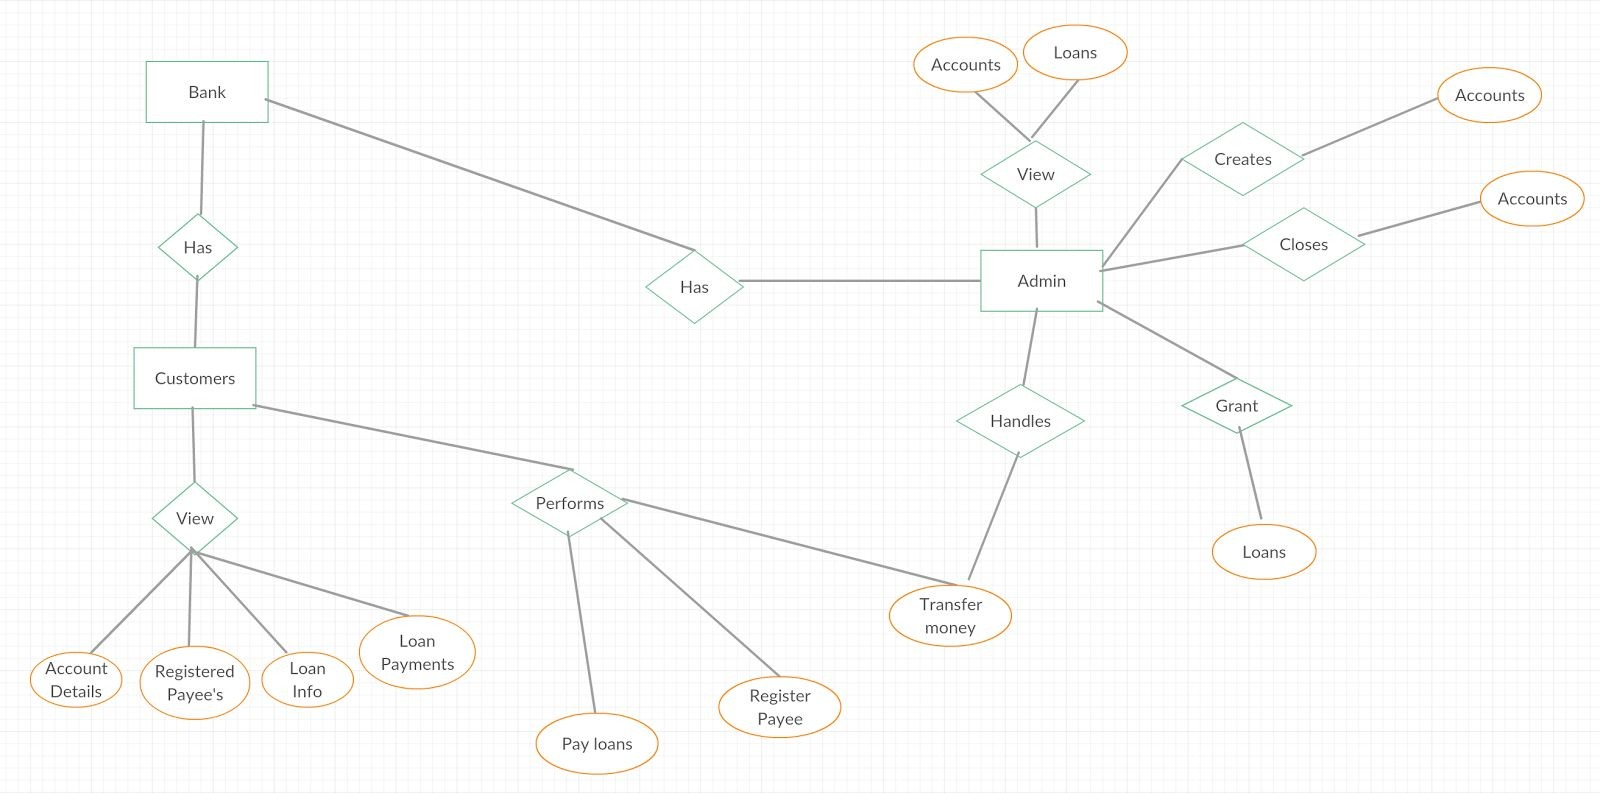 Accounts
Loans
Bank
Accounts
Creates
View
Accounts
Has
Closes
Has
Admin
Customers
Handles
Grant
View
Performs
Loans
Account
Details
Registered
Payee's
Loan
Info
Loan
Payments
Transfer
money
Register
Payee
Pay loans